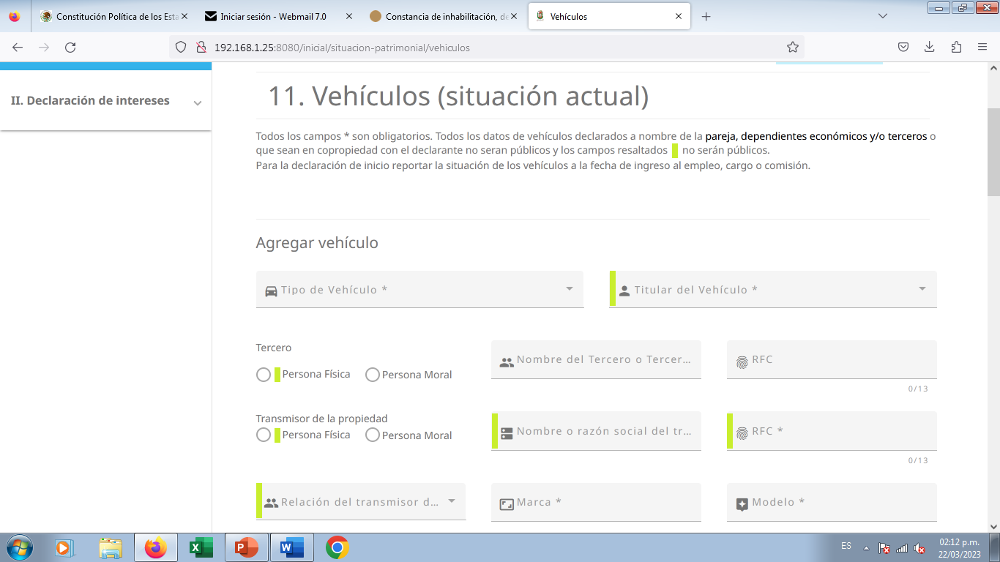 Constitución Política de los Esta
Iniciar sesión - Webmail 7.0
Constancia de inhabilitación, de
Vehículos
192.168.1.25:8080/inicial/situacion-patrimonial/vehiculos
II. Declaración de intereses
11. Vehículos (situación actual)
Todos los campos * son obligatorios. Todos los datos de vehículos declarados a nombre de la pareja, dependientes económicos y/o terceros o
que sean en copropiedad con el declarante no seran públicos y los campos resaltados no serán públicos.
Para la declaración de inicio reportar la situación de los vehículos a la fecha de ingreso al empleo, cargo o comisión.
Agregar vehículo
Tipo de Vehículo *
Titular del Vehículo *
Tercero
Persona Física
Persona Moral
Nombre del Tercero o Tercer...
RFC
0/13
Transmisor de la propiedad
Persona Física
Persona Moral
Nombre o razón social del tr...
RFC *
0/13
Relación del transmisor d...
Marca *
Modelo *
ES
02:12 p.m.
22/03/2023